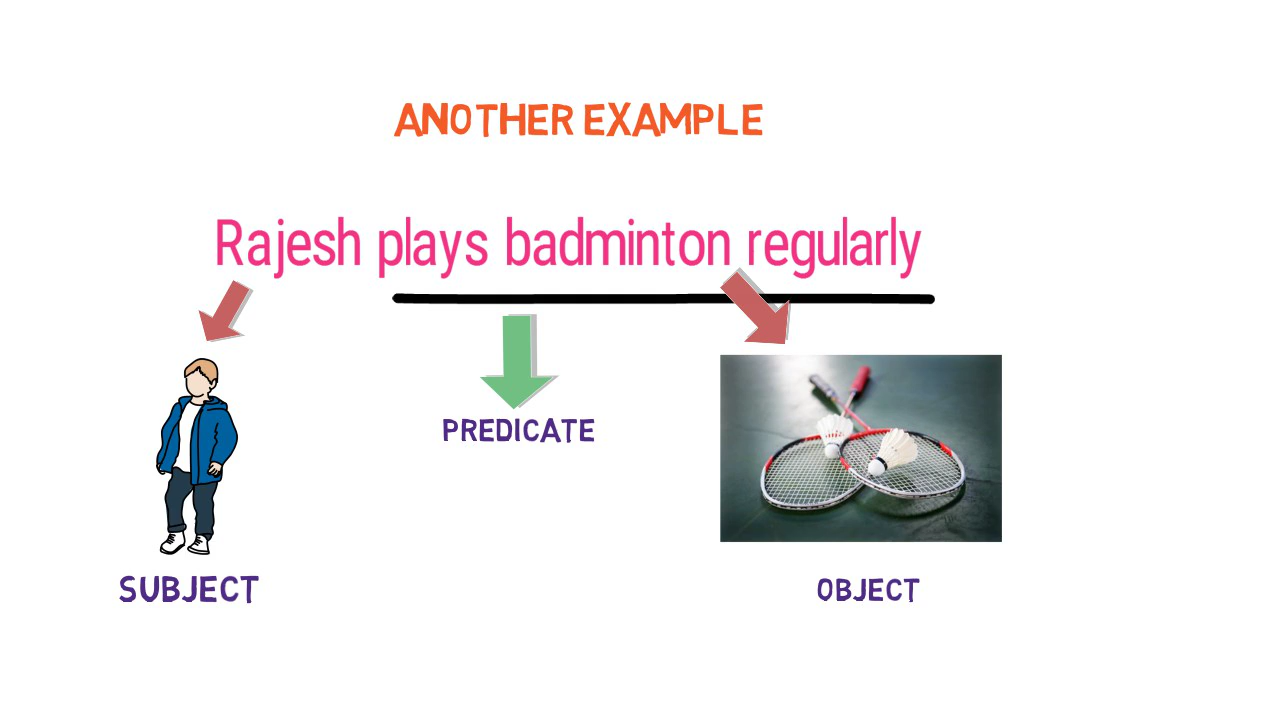 ANOTHER EXAMPLE
Rajesh plays badminton regularly
PREDICATE
SUBJECT
OBJECT